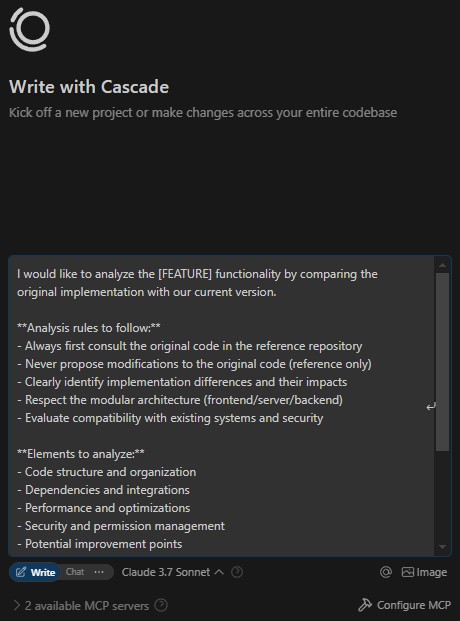 Write with Cascade
Kick off a new project or make changes across your entire codebase
I would like to analyze the [FEATURE] functionality by comparing the
original implementation with our current version.
**Analysis rules to follow:**
- Always first consult the original code in the reference repository
- Never propose modifications to the original code (reference only)
- Clearly identify implementation differences and their impacts
- Respect the modular architecture (frontend/server/backend)
- Evaluate compatibility with existing systems and security
**Elements to analyze:**
- Code structure and organization
- Dependencies and integrations
- Performance and optimizations
- Security and permission management
- Potential improvement points
Write Chat ··· Claude 3.7 Sonnet ? @ Image
2 available MCP servers ? Configure MCP